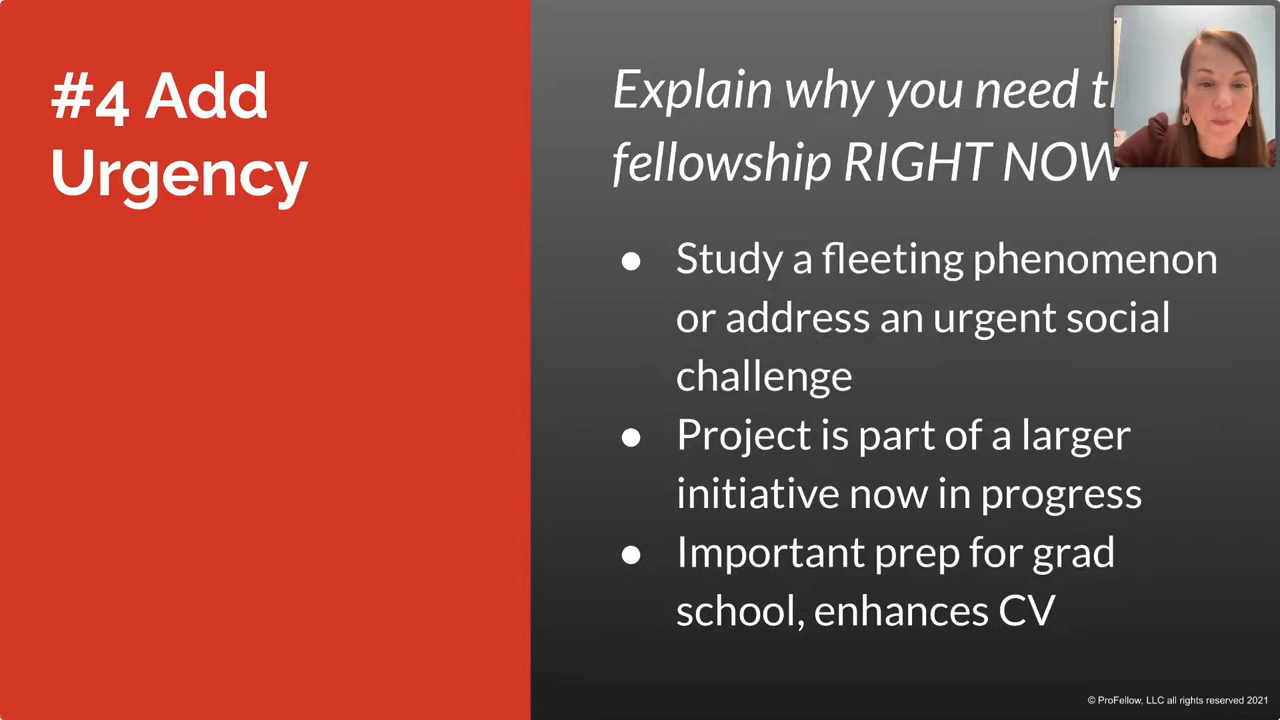 #4 Add
Urgency
Explain why you need
fellowship RIGHT NOW
● Study a fleeting phenomenon
or address an urgent social
challenge
● Project is part of a larger
initiative now in progress
● Important prep for grad
school, enhances CV
© ProFellow, LLC all rights reserved 2021